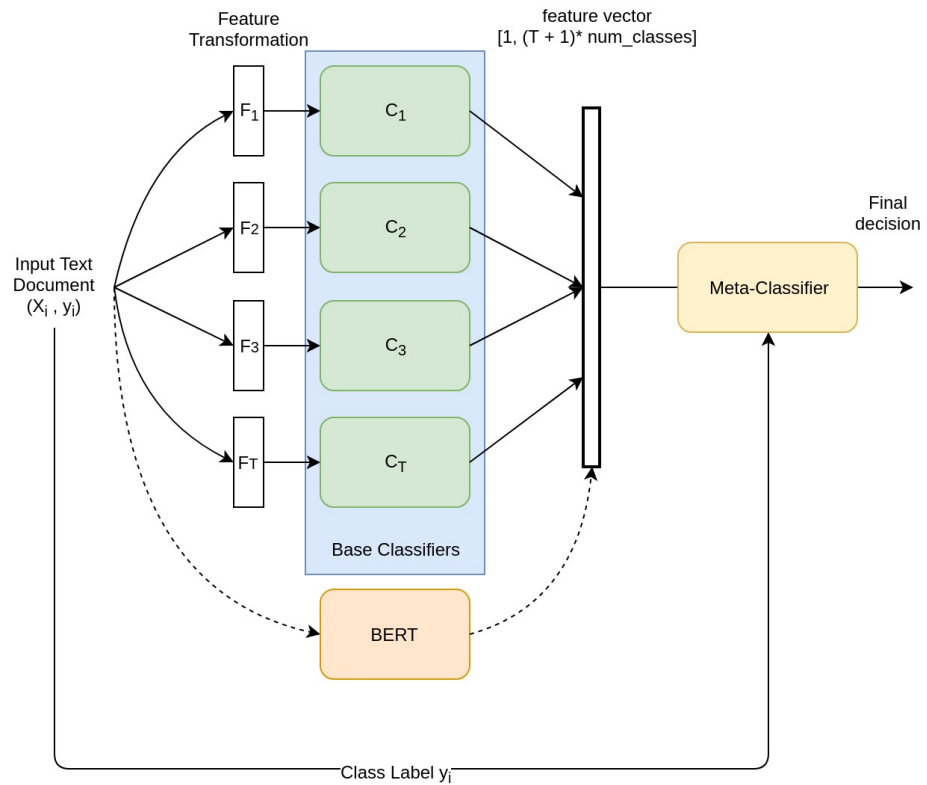 Feature
Transformation
feature vector
[1, (T + 1)* num_classes]
F1
C1
F2
C2
Final
decision
Input Text
Document
(Xi , yi)
Meta-Classifier
F3
C3
FT
CT
Base Classifiers
BERT
Class Label yi